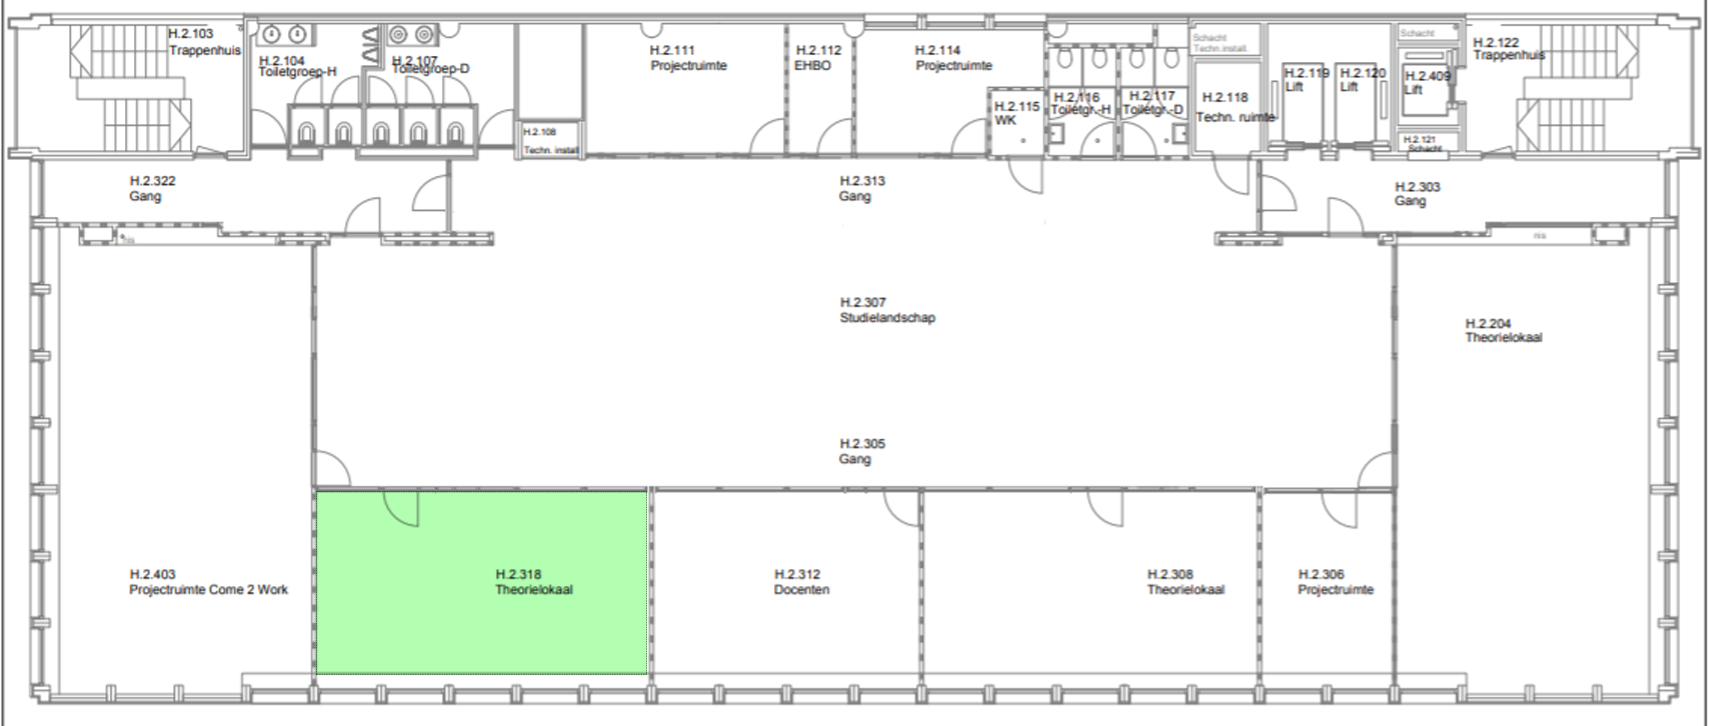 H.2.103
Trappenhuis
H.2.104
Toiletgroep-H
H.2.107
Toiletgroep-D
H.2.108
Techn. install
H.2.111
Projectruimte
H.2.112
EHBO
H.2.114
Projectruimte
H.2.115
WK
H.2.116
Toiletgr.-H
H.2.117
Toiletgr.-D
Schacht
Techn.install.
H.2.118
Techn. ruimte
H.2.119
Lift
H.2.120
Lift
Schacht
H.2.409
Lift
H.2.121
Schacht
H.2.122
Trappenhuis
H.2.322
Gang
H.2.313
Gang
H.2.303
Gang
nis
nis
H.2.307
Studielandschap
H.2.204
Theorielokaal
H.2.305
Gang
H.2.403
Projectruimte Come 2 Work
H.2.318
Theorielokaal
H.2.312
Docenten
H.2.308
Theorielokaal
H.2.306
Projectruimte